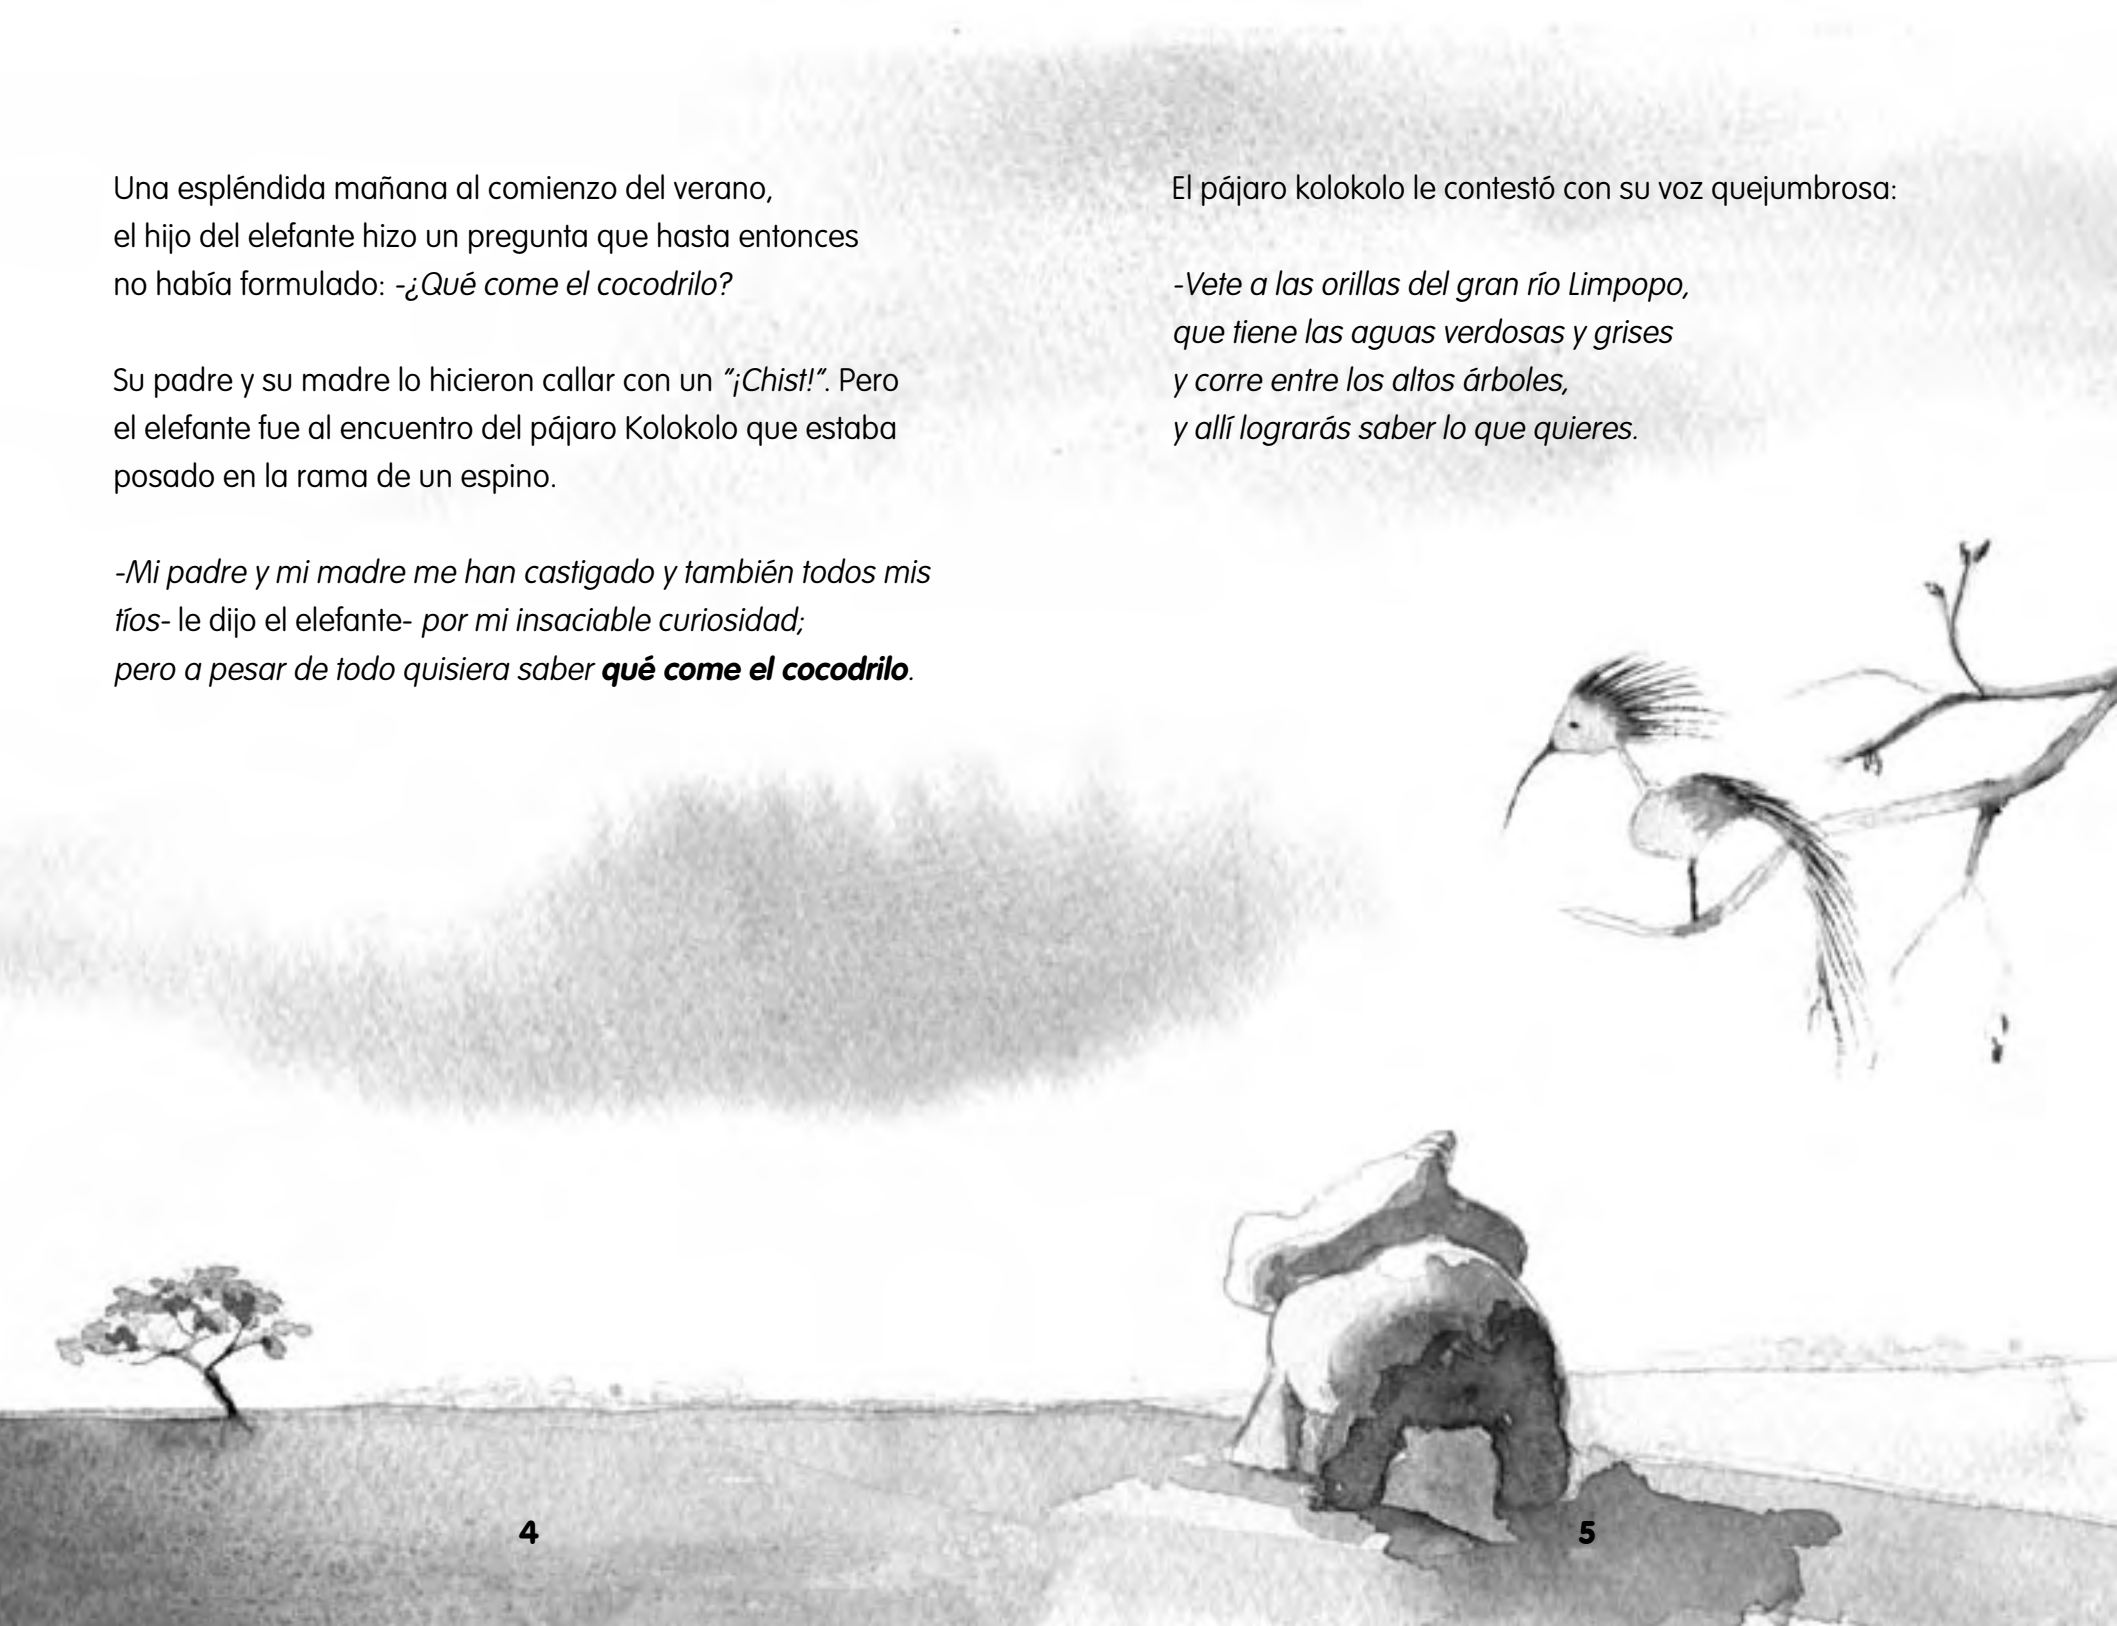 Una espléndida mañana al comienzo del verano,
el hijo del elefante hizo un pregunta que hasta entonces
no había formulado: -¿Qué come el cocodrilo?
Su padre y su madre lo hicieron callar con un "¡Chist!". Pero
el elefante fue al encuentro del pájaro Kolokolo que estaba
posado en la rama de un espino.
-Mi padre y mi madre me han castigado y también todos mis
tíos- le dijo el elefante- por mi insaciable curiosidad;
pero a pesar de todo quisiera saber qué come el cocodrilo.
4
El pájaro kolokolo le contestó con su voz quejumbrosa:
-Vete a las orillas del gran río Limpopo,
que tiene las aguas verdosas y grises
y corre entre los altos árboles,
y allí lograrás saber lo que quieres.
5